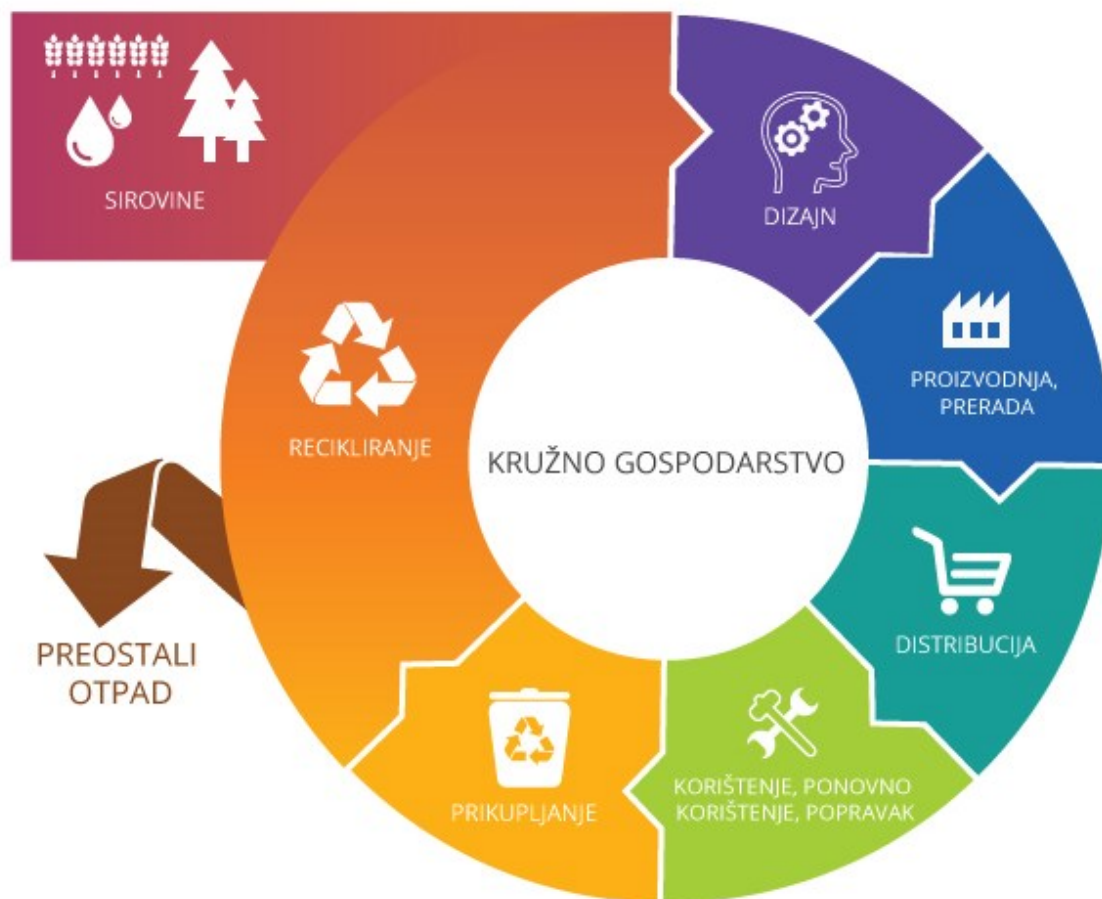 SIROVINE
DIZAJN
PROIZVODNJA,
PRERADA
RECIKLIRANJE
KRUŽNO GOSPODARSTVO
DISTRIBUCIJA
PREOSTALI
OTPAD
KORIŠTENJE, PONOVNO
KORIŠTENJE, POPRAVAK
PRIKUPLJANJE